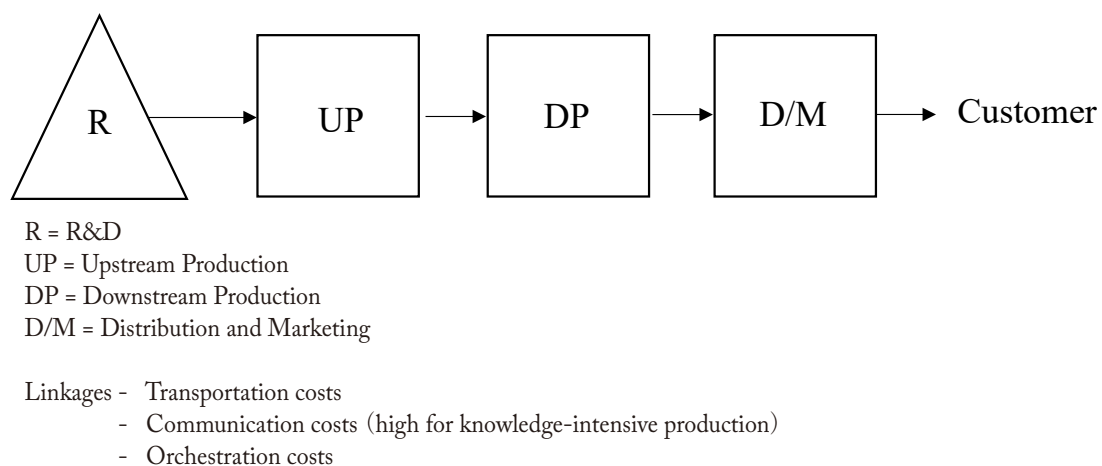 R
UP
DP
D/M
Customer
R = R&D
UP = Upstream Production
DP = Downstream Production
D/M = Distribution and Marketing
Linkages - Transportation costs
- Communication costs (high for knowledge-intensive production)
- Orchestration costs